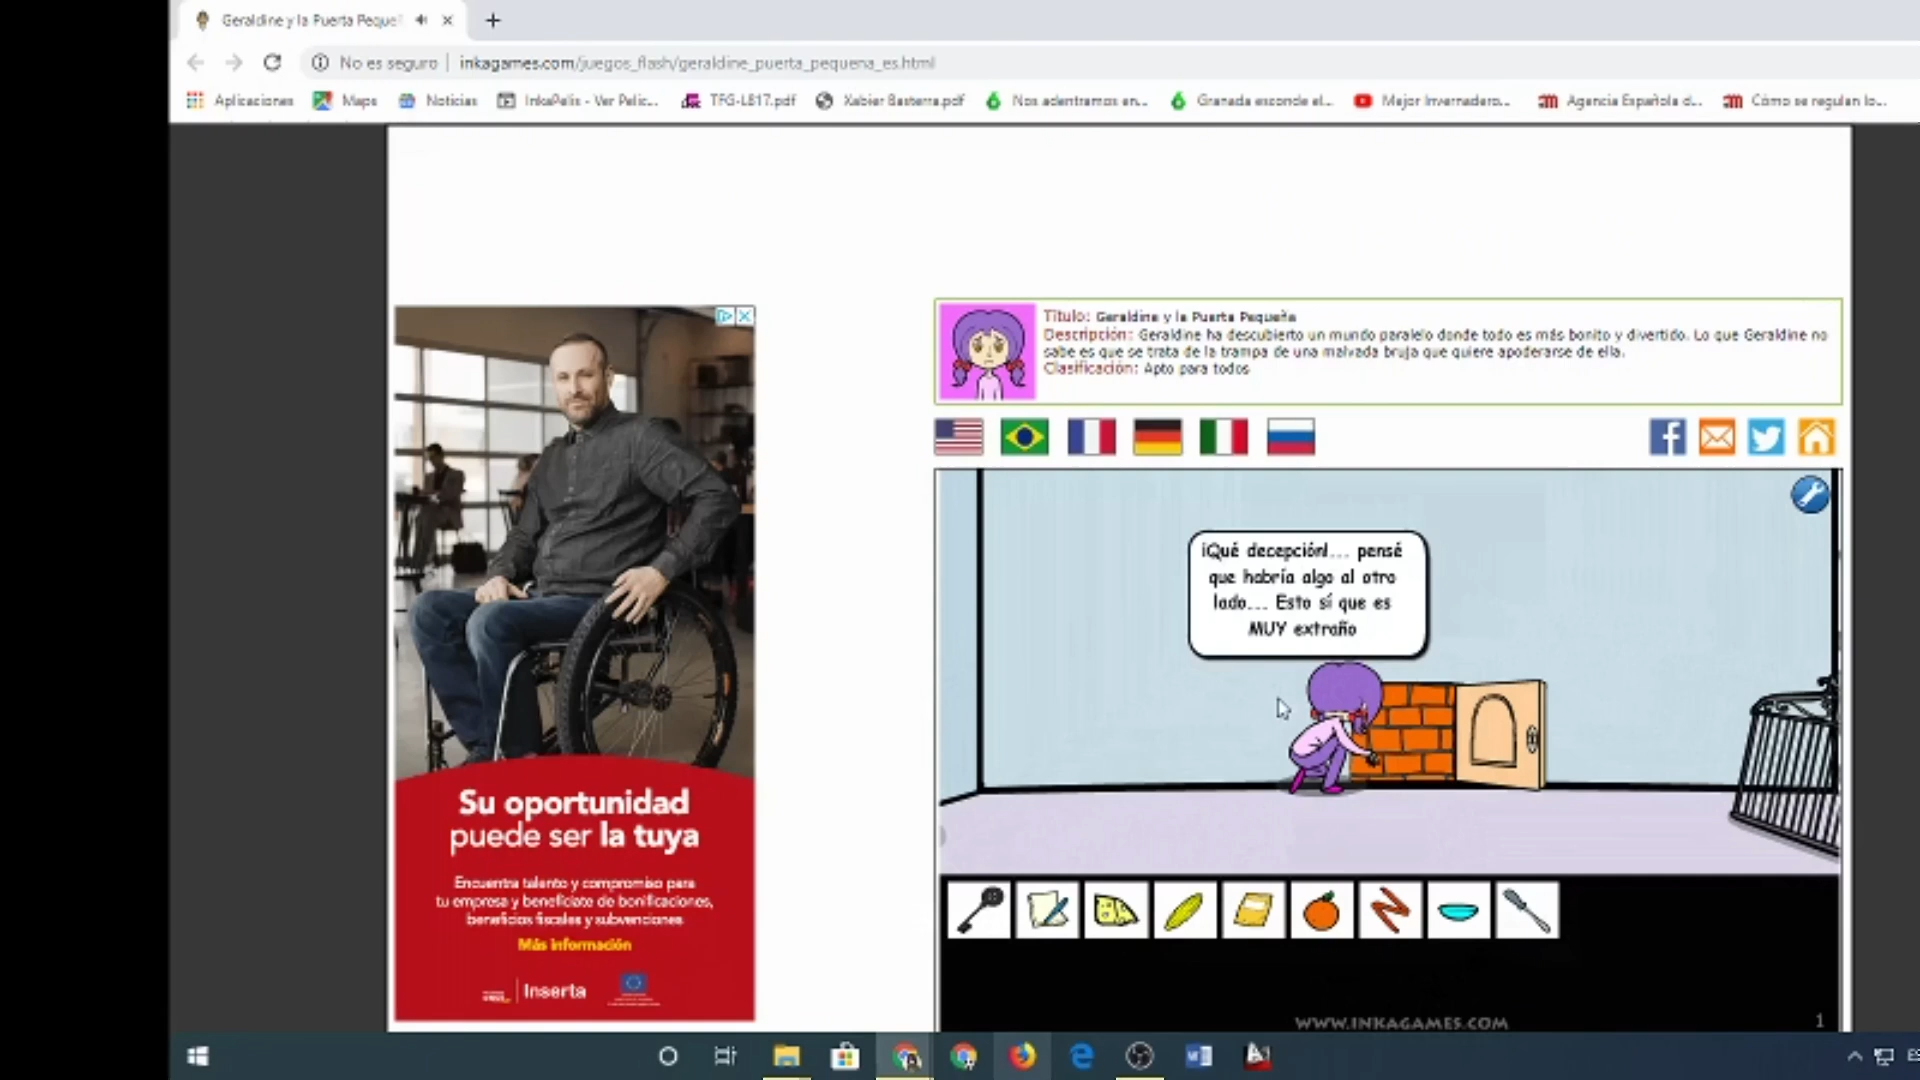 Geraldine y la Puerta Peque
No es seguro
inkagames.com/juegos_flash/geraldine_puerta_pequena_es.html
Aplicaciones
Maps
Noticias
InkaPelis - Ver Pelic...
TFG-L817.pdf
Xabier Basterra.pdf
Nos adentramos en...
Granada esconde el...
Mejor Invernadero...
Agencia Española d...
Cómo se regulan lo...
Título: Geraldine y la Puerta Pequeña
Descripción: Geraldine ha descubierto un mundo paralelo donde todo es más bonito y divertido. Lo que Geraldine no
sabe es que se trata de la trampa de una malvada bruja que quiere apoderarse de ella.
Clasificación: Apto para todos
¡Qué decepción!... pensé
que habría algo al otro
lado... Esto sí que es
MUY extraño
Su oportunidad
puede ser la tuya
Encuentra talento y compromiso para
tu empresa y benefíciate de bonificaciones,
beneficios fiscales y subvenciones
Más información
Inserta
WWW.INKAGAMES.COM
1